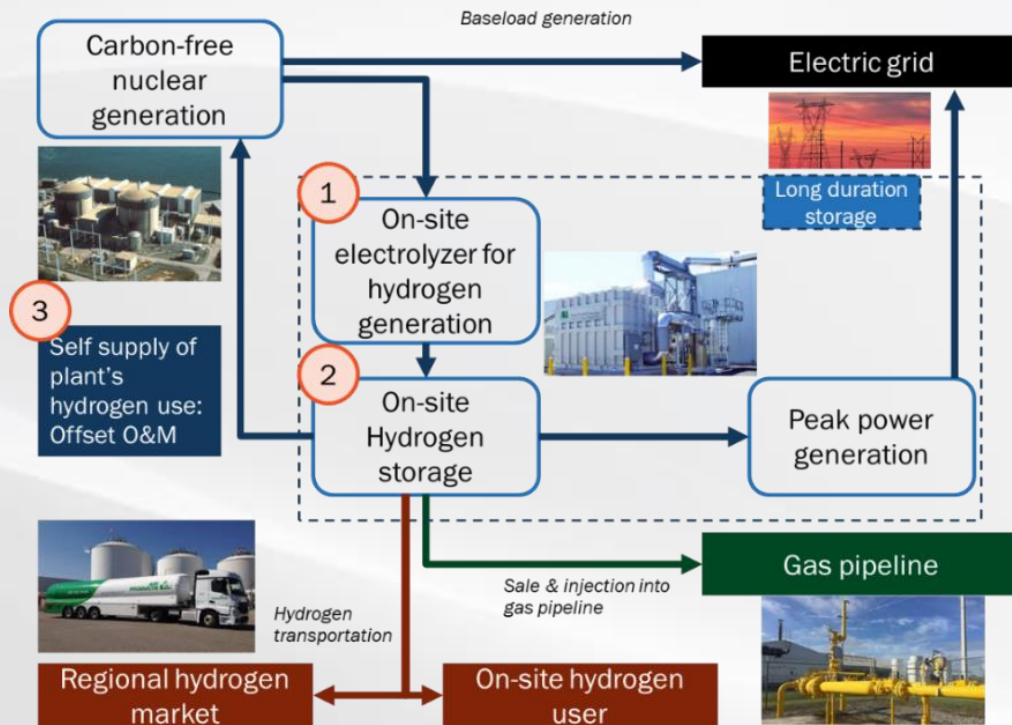 Baseload generation
Carbon-free
nuclear
generation
Electric grid
1
Long duration
storage
On-site
electrolyzer for
hydrogen
generation
3
Self supply of
plant's
hydrogen use:
Offset O&M
2
On-site
Hydrogen
storage
Peak power
generation
Gas pipeline
Sale & injection into
gas pipeline
Hydrogen
transportation
Regional hydrogen
market
On-site hydrogen
user